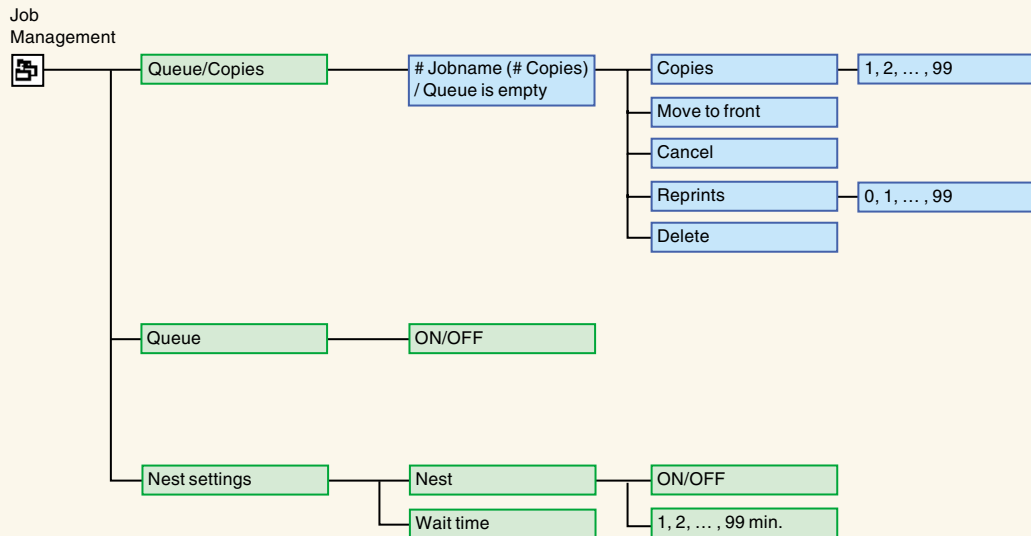 Job
Management
Queue/Copies
# Jobname (# Copies)
/ Queue is empty
Copies
1, 2, … , 99
Move to front
Cancel
Reprints
0, 1, … , 99
Delete
Queue
ON/OFF
Nest settings
Nest
ON/OFF
Wait time
1, 2, … , 99 min.